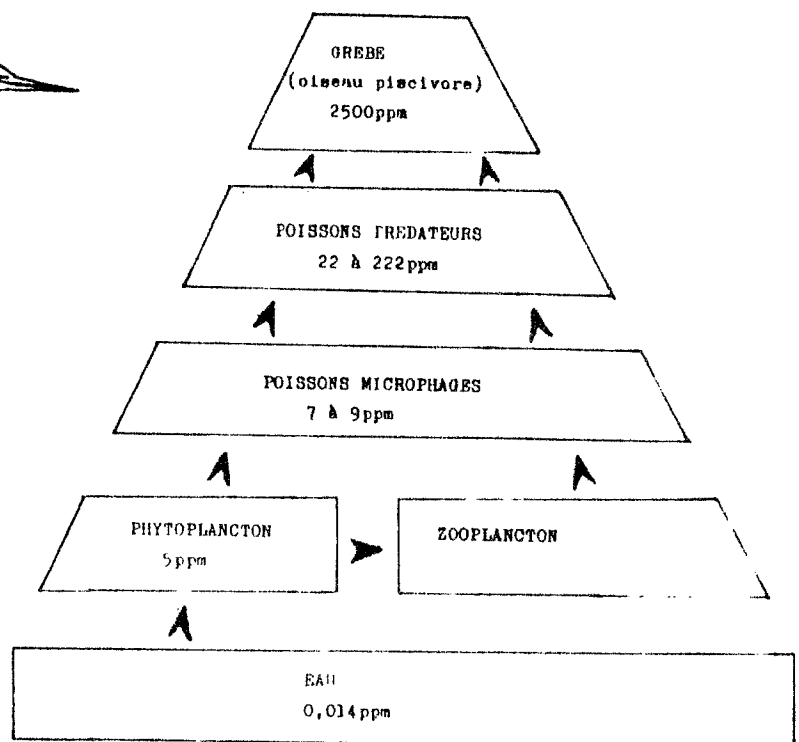 GREBE
(oiseau piscivore)
2500ppm
POISSONS PREDATEURS
22 à 222ppm
POISSONS MICROPHAGES
7 à 9ppm
PHYTOPLANCTON
5ppm
ZOOPLANCTON
EAU
0,014ppm